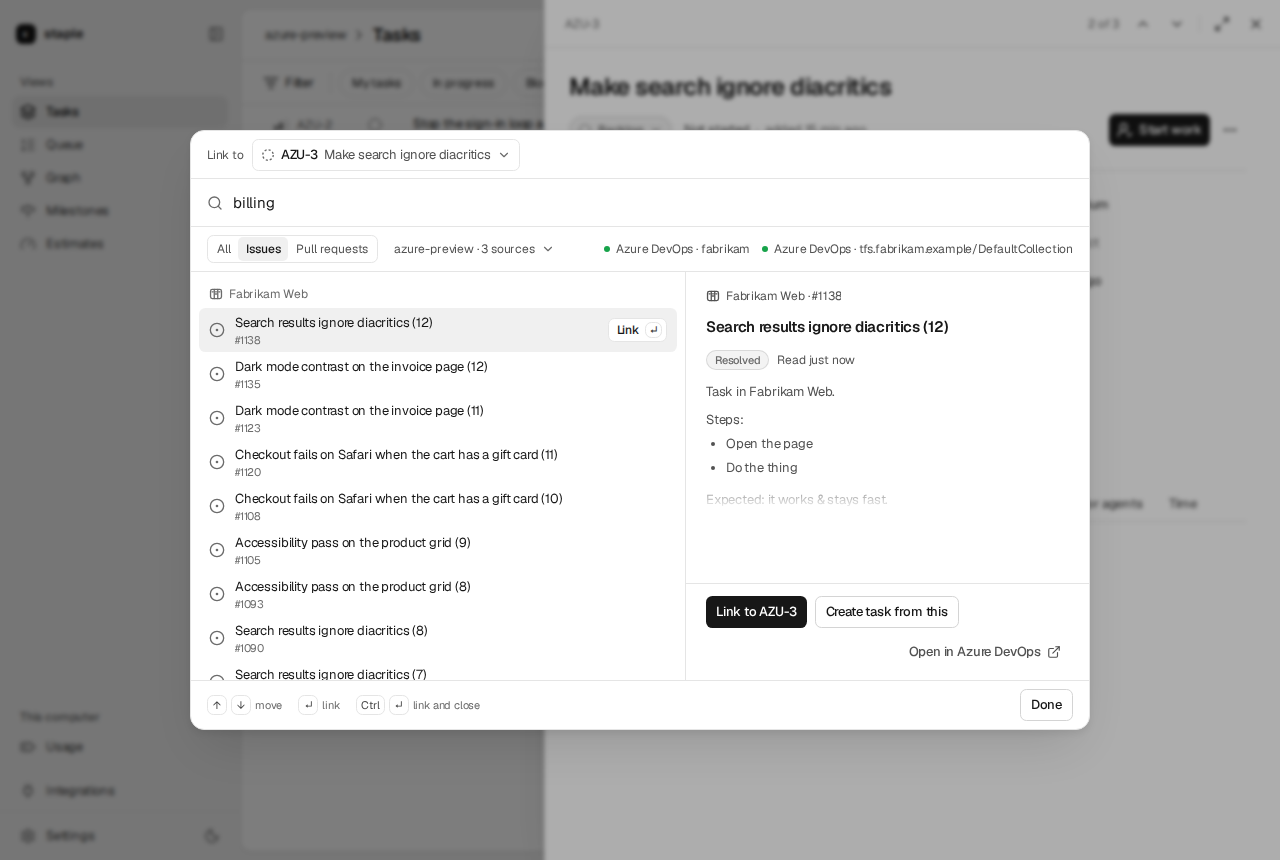 staple
Views
Tasks
Queue
Graph
Milestones
Estimates
This computer
Usage
Integrations
Settings
azure-preview > Tasks
Filter
My tasks
In progress
AZU-2
Stop the sign-in loop
AZU-3
2 of 3
Make search ignore diacritics
Start work
Time
Link to
AZU-3 Make search ignore diacritics
billing
All Issues Pull requests azure-preview · 3 sources
Azure DevOps · fabrikam Azure DevOps · tfs.fabrikam.example/DefaultCollection
Fabrikam Web
Search results ignore diacritics (12)
#1138
Link
Dark mode contrast on the invoice page (12)
#1135
Dark mode contrast on the invoice page (11)
#1123
Checkout fails on Safari when the cart has a gift card (11)
#1120
Checkout fails on Safari when the cart has a gift card (10)
#1108
Accessibility pass on the product grid (9)
#1105
Accessibility pass on the product grid (8)
#1093
Search results ignore diacritics (8)
#1090
Search results ignore diacritics (7)
Fabrikam Web · #1138
Search results ignore diacritics (12)
Resolved Read just now
Task in Fabrikam Web.
Steps:
• Open the page
• Do the thing
Expected: it works & stays fast.
Link to AZU-3
Create task from this
Open in Azure DevOps
↑ ↓ move ↵ link Ctrl ↵ link and close
Done